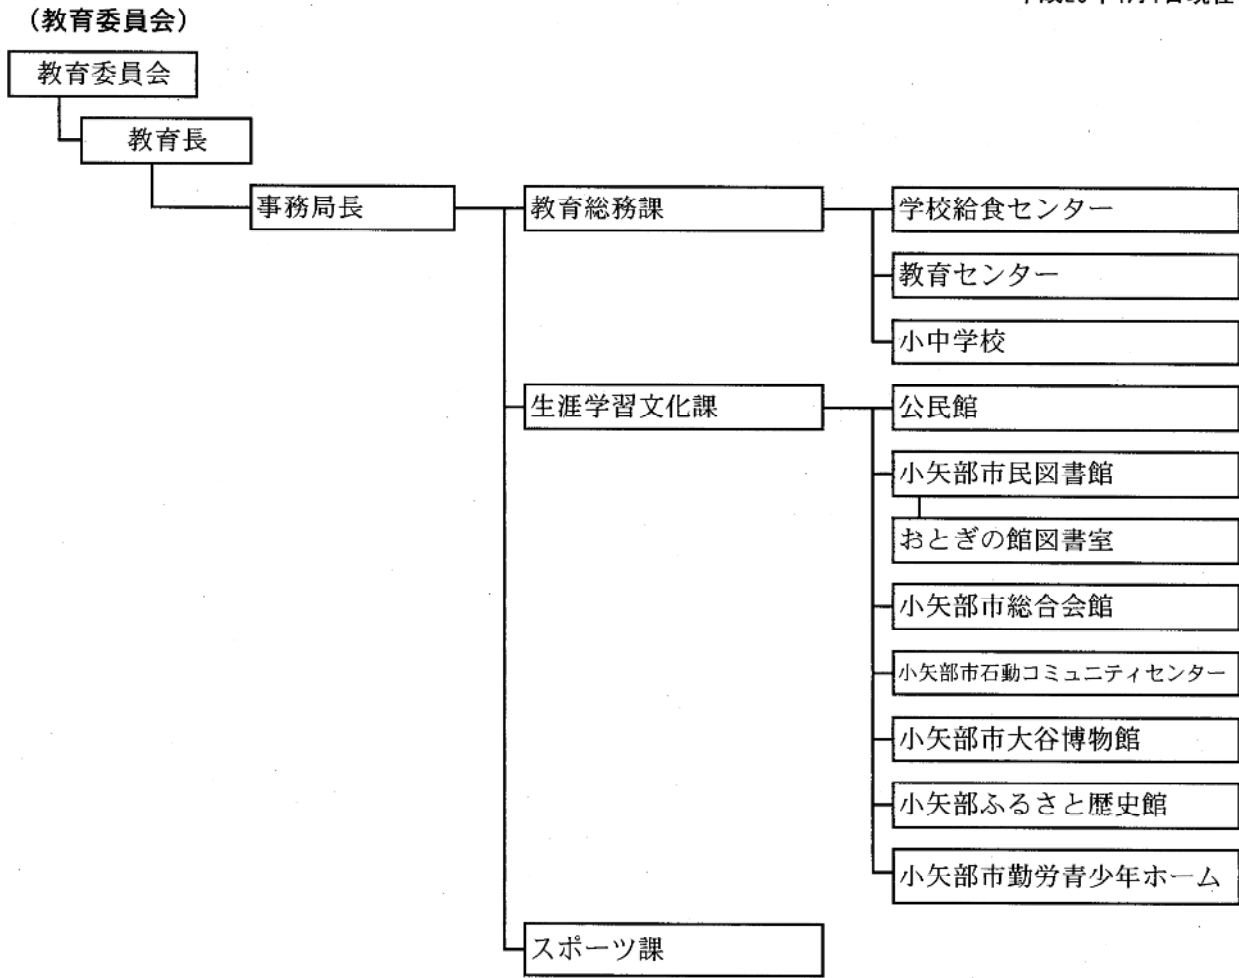 （教育委員会）
教育委員会
教育長
事務局長
教育総務課
学校給食センター
教育センター
小中学校
生涯学習文化課
公民館
小矢部市民図書館
おとぎの館図書室
小矢部市総合会館
小矢部市石動コミュニティセンター
小矢部市大谷博物館
小矢部ふるさと歴史館
小矢部市勤労青少年ホーム
スポーツ課